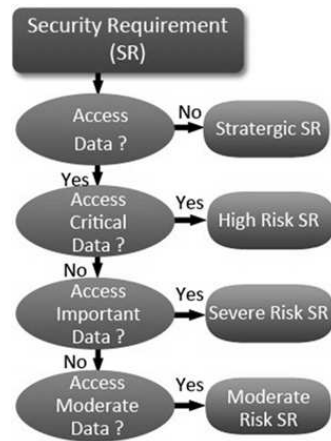 Security Requirement
(SR)
Access
Data ?
No
Stratergic SR
Yes
Access
Critical
Data ?
Yes
High Risk SR
No
Access
Important
Data ?
Yes
Severe Risk SR
No
Access
Moderate
Data ?
Yes
Moderate
Risk SR